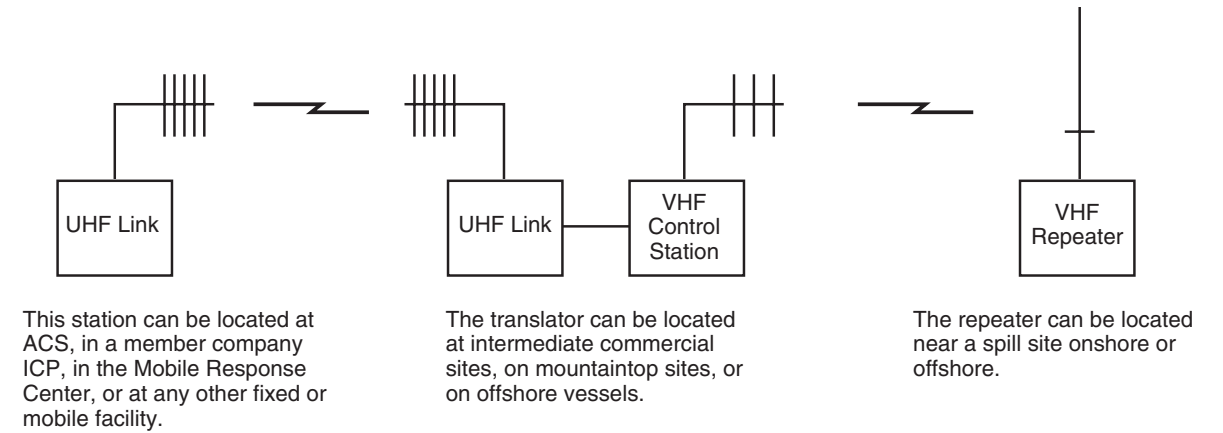 UHF Link
UHF Link
VHF
Control
Station
VHF
Repeater
This station can be located at
ACS, in a member company
ICP, in the Mobile Response
Center, or at any other fixed or
mobile facility.
The translator can be located
at intermediate commercial
sites, on mountaintop sites, or
on offshore vessels.
The repeater can be located
near a spill site onshore or
offshore.